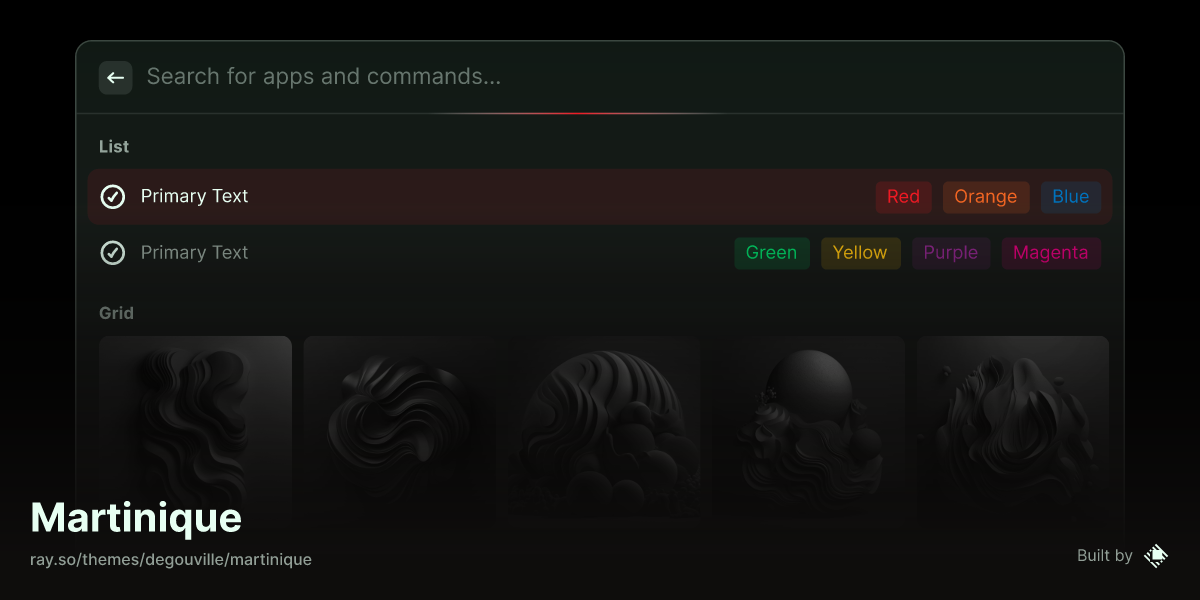 Search for apps and commands...
List
Primary Text Red Orange Blue
Primary Text Green Yellow Purple Magenta
Grid
Martinique
ray.so/themes/degouville/martinique
Built by